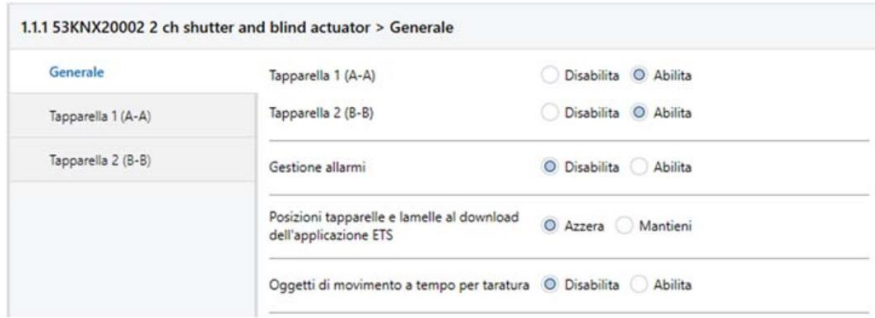 1.1.1 53KNX20002 2 ch shutter and blind actuator > Generale
Generale
Tapparella 1 (A-A)
Tapparella 2 (B-B)
Tapparella 1 (A-A) Disabilita Abilita
Tapparella 2 (B-B) Disabilita Abilita
Gestione allarmi Disabilita Abilita
Posizioni tapparelle e lamelle al download
dell'applicazione ETS Azzera Mantieni
Oggetti di movimento a tempo per taratura Disabilita Abilita